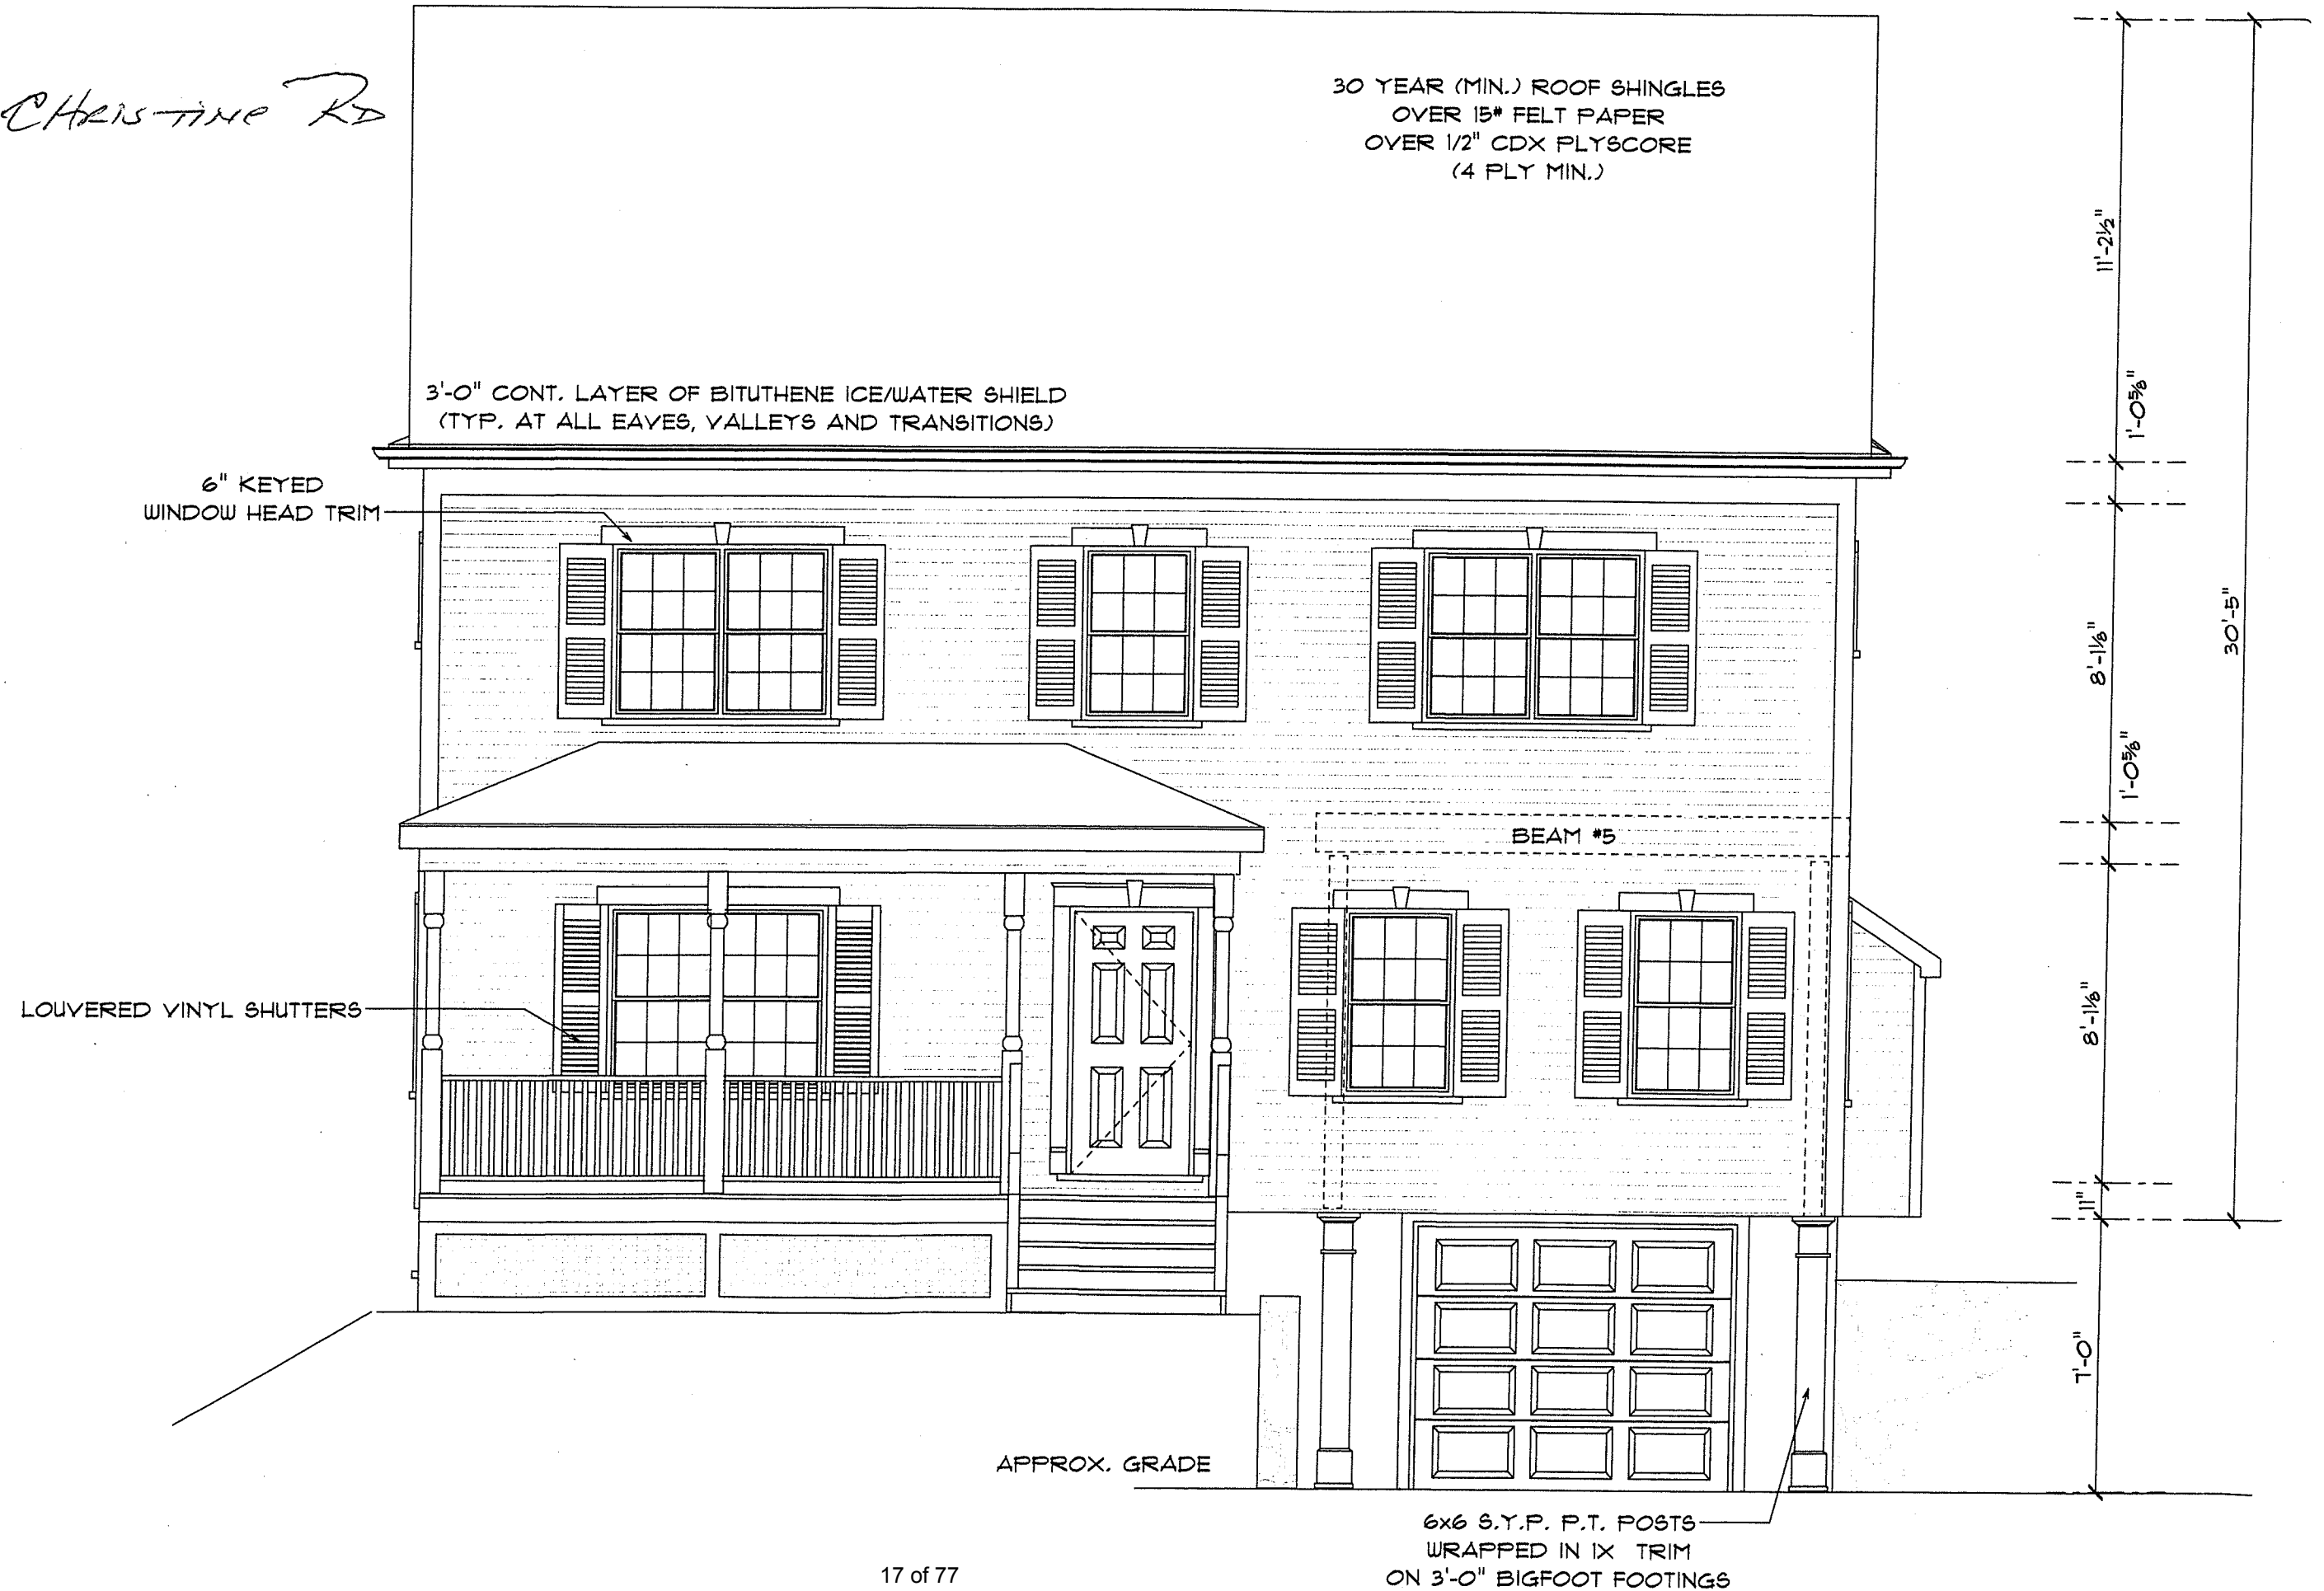 CHRISTINE RD
30 YEAR (MIN.) ROOF SHINGLES
OVER 15# FELT PAPER
OVER 1/2" CDX PLYSCORE
(4 PLY MIN.)
11'-2½"
3'-0" CONT. LAYER OF BITUTHENE ICE/WATER SHIELD
(TYP. AT ALL EAVES, VALLEYS AND TRANSITIONS)
1'-0⅝"
6" KEYED
WINDOW HEAD TRIM
8'-1⅛"
30'-5"
1'-0⅝"
BEAM #5
LOUVERED VINYL SHUTTERS
8'-1⅛"
11"
7'-0"
APPROX. GRADE
6x6 S.Y.P. P.T. POSTS
WRAPPED IN 1X TRIM
ON 3'-0" BIGFOOT FOOTINGS
17 of 77